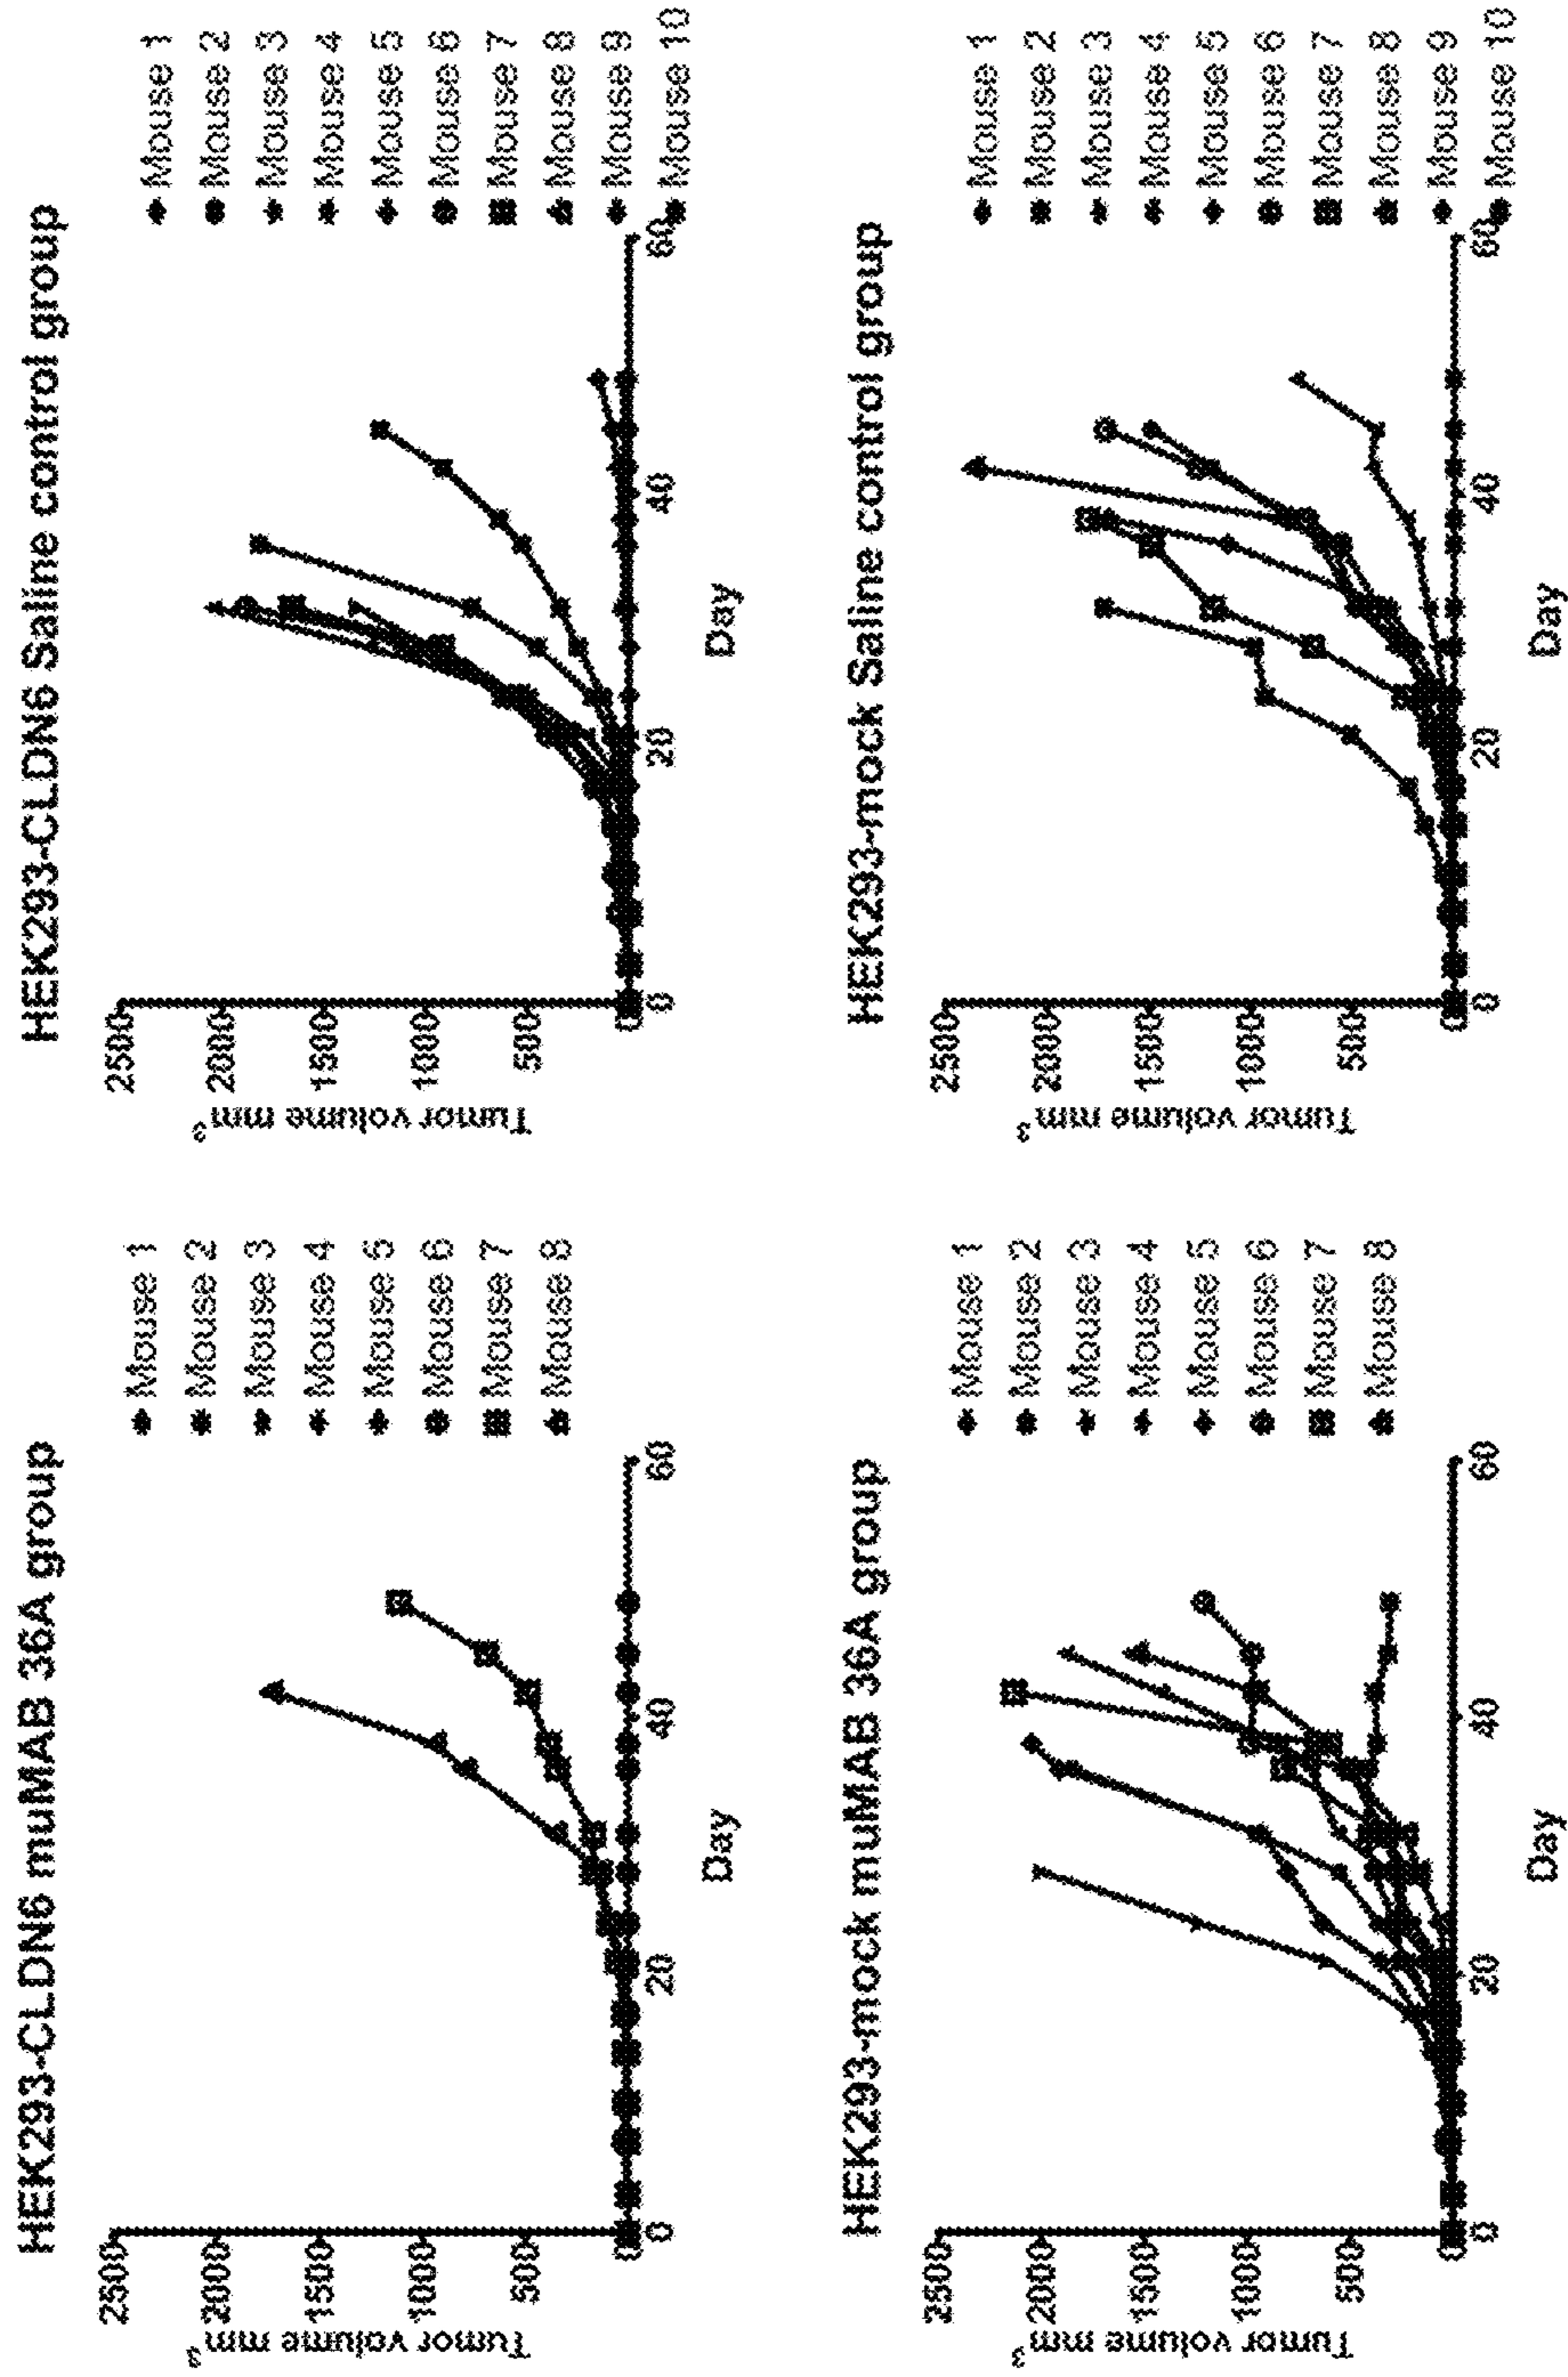 HEK293-CLDN6 muMAB 36A group
Tumor volume mm3
2500
2000
1500
1000
500
0
0
20
40
60
Day
Mouse 1
Mouse 2
Mouse 3
Mouse 4
Mouse 5
Mouse 6
Mouse 7
Mouse 8
HEK293-mock muMAB 36A group
Tumor volume mm3
2500
2000
1500
1000
500
0
0
20
40
60
Day
Mouse 1
Mouse 2
Mouse 3
Mouse 4
Mouse 5
Mouse 6
Mouse 7
Mouse 8
HEK293-CLDN6 Saline control group
Tumor volume mm3
2500
2000
1500
1000
500
0
0
20
40
60
Day
Mouse 1
Mouse 2
Mouse 3
Mouse 4
Mouse 5
Mouse 6
Mouse 7
Mouse 8
Mouse 9
Mouse 10
HEK293-mock Saline control group
Tumor volume mm3
2500
2000
1500
1000
500
0
0
20
40
60
Day
Mouse 1
Mouse 2
Mouse 3
Mouse 4
Mouse 5
Mouse 6
Mouse 7
Mouse 8
Mouse 9
Mouse 10